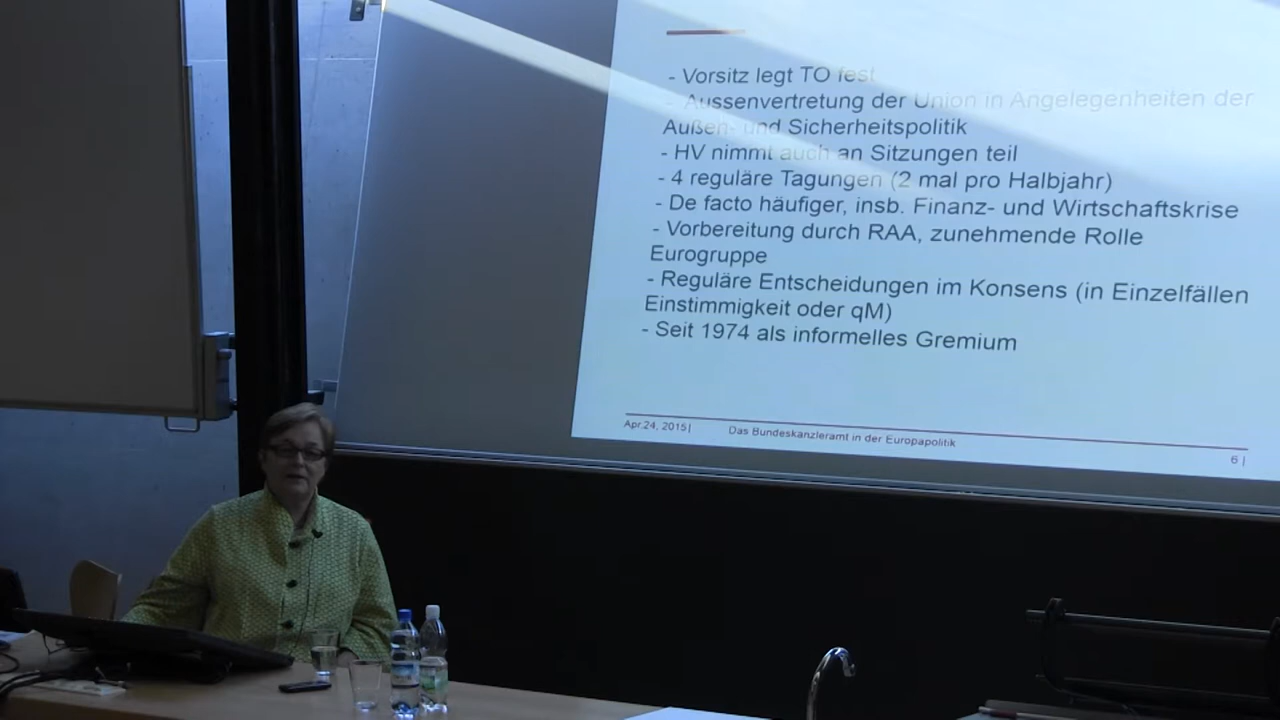 - Vorsitz legt TO fest
- Aussenvertretung der Union in Angelegenheiten der
Außen- und Sicherheitspolitik
- HV nimmt auch an Sitzungen teil
- 4 reguläre Tagungen (2 mal pro Halbjahr)
- De facto häufiger, insb. Finanz- und Wirtschaftskrise
- Vorbereitung durch RAA, zunehmende Rolle
Eurogruppe
- Reguläre Entscheidungen im Konsens (in Einzelfällen
Einstimmigkeit oder qM)
- Seit 1974 als informelles Gremium
Apr.24, 2015| Das Bundeskanzleramt in der Europapolitik 6 |